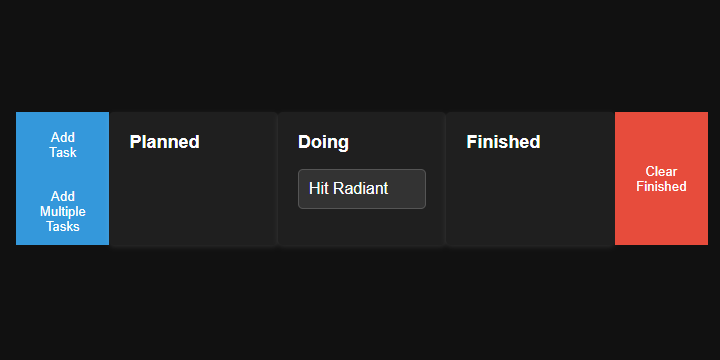 Add
Task
Add
Multiple
Tasks
Planned
Doing
Hit Radiant
Finished
Clear
Finished